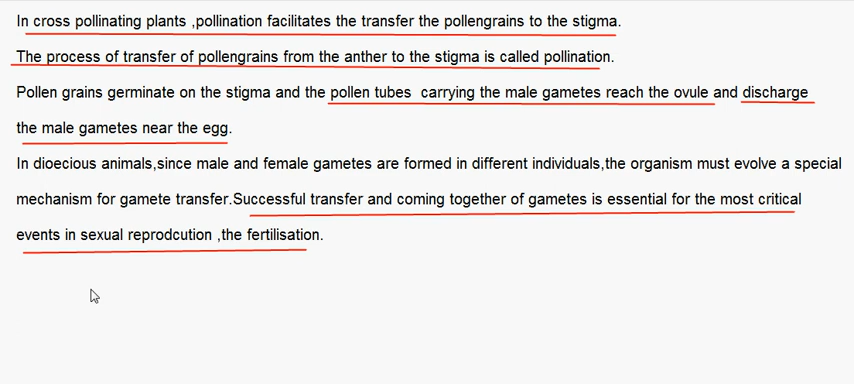 In cross pollinating plants ,pollination facilitates the transfer the pollengrains to the stigma.
The process of transfer of pollengrains from the anther to the stigma is called pollination.
Pollen grains germinate on the stigma and the pollen tubes  carrying the male gametes reach the ovule and discharge
the male gametes near the egg.
In dioecious animals,since male and female gametes are formed in different individuals,the organism must evolve a special
mechanism for gamete transfer.Successful transfer and coming together of gametes is essential for the most critical
events in sexual reprodcution ,the fertilisation.